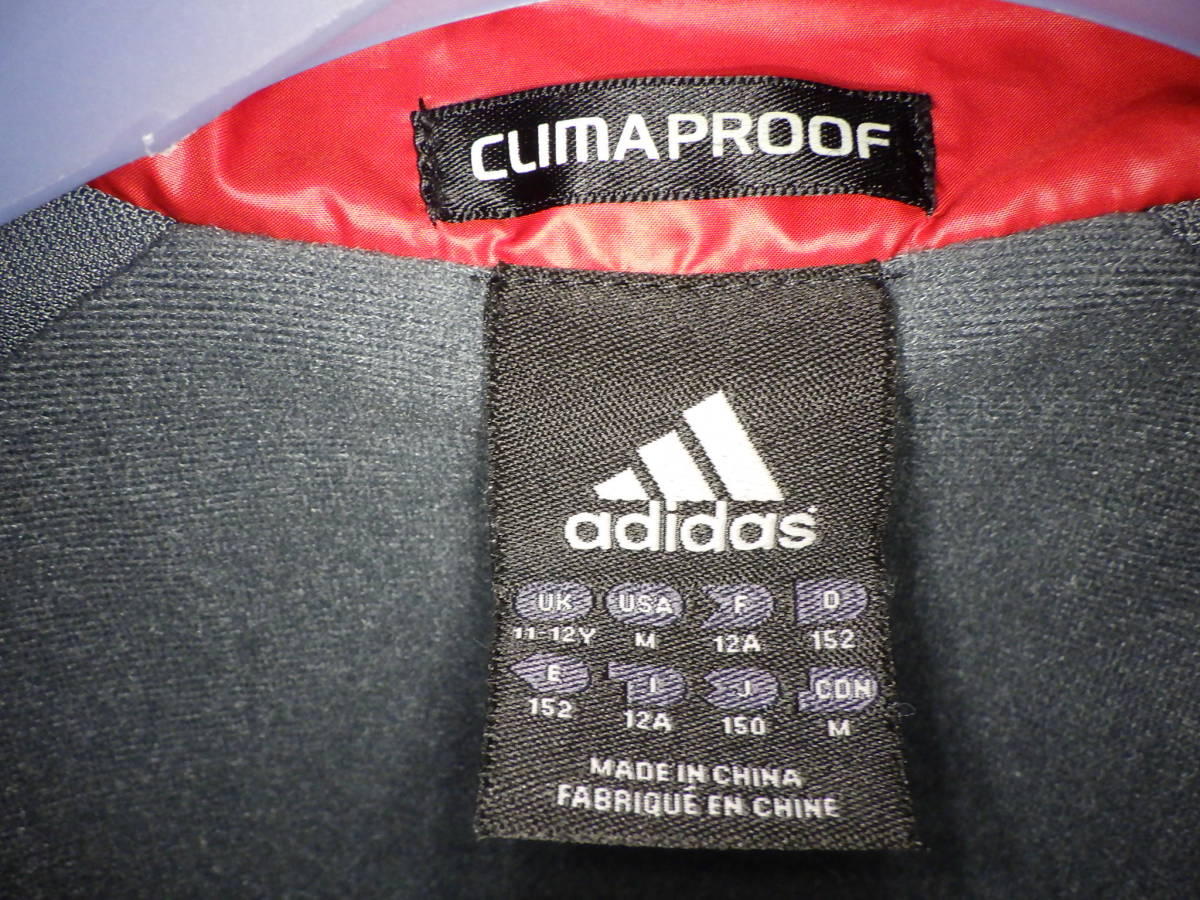 CLIMAPROOF
adidas
UK USA F D
11-12Y M 12A 152
E I J CDN
152 12A 150 M
MADE IN CHINA
FABRIQUÉ EN CHINE